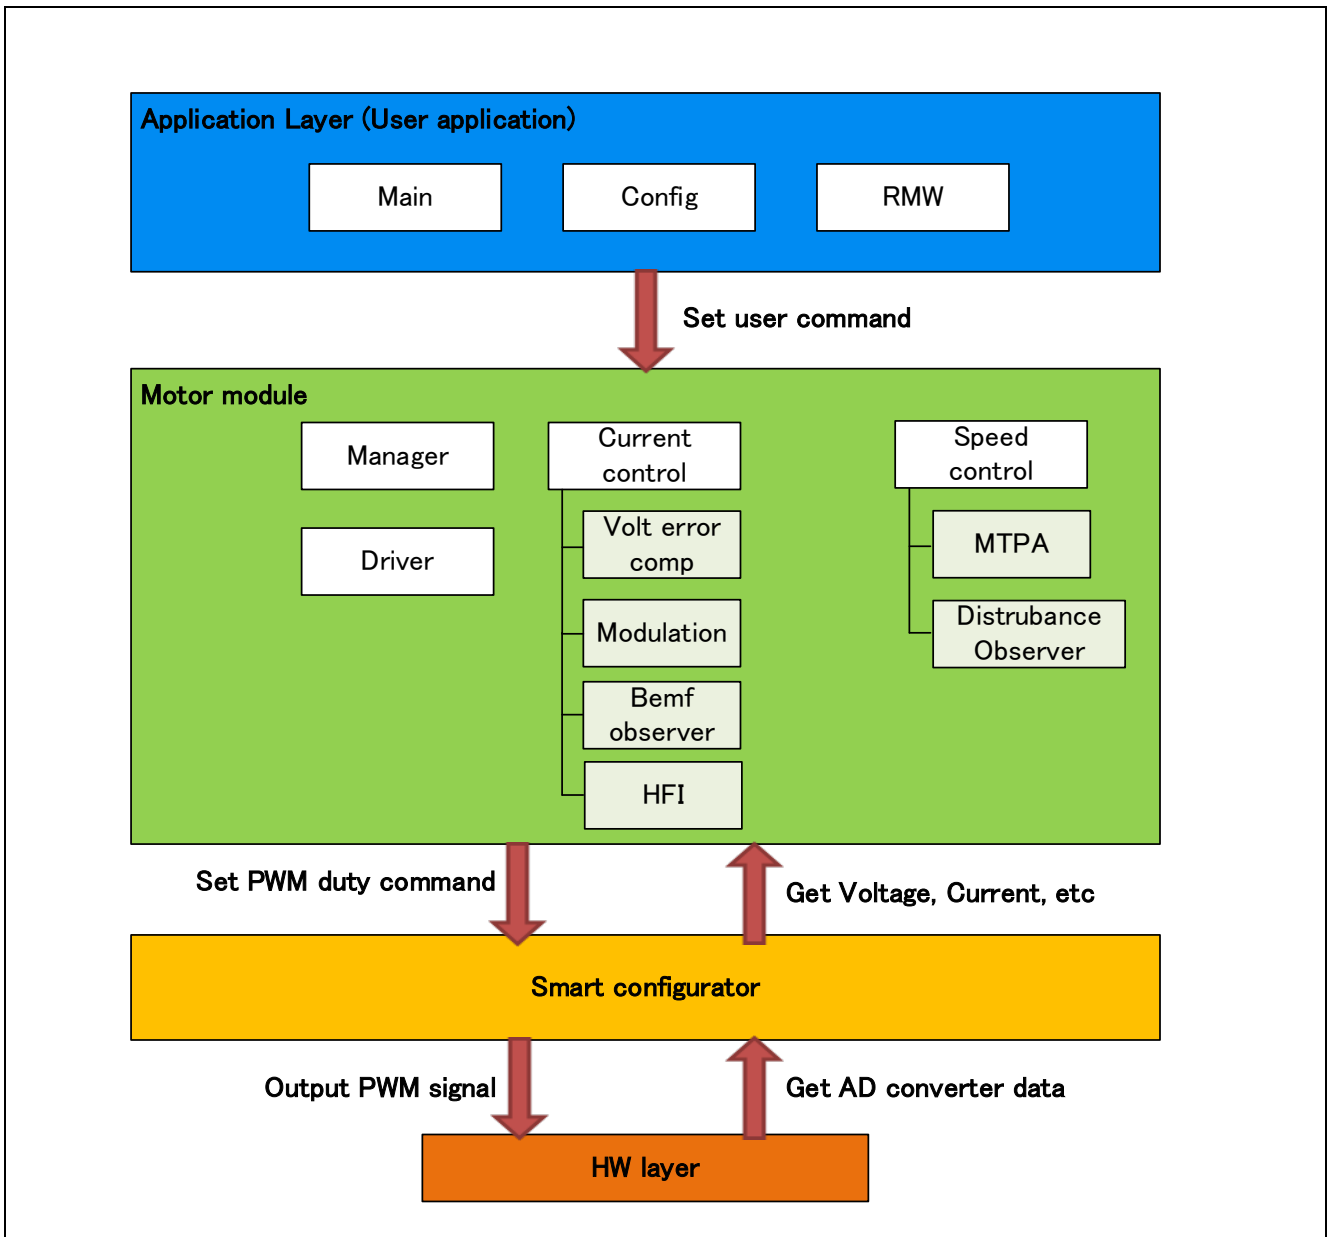 Application Layer (User application)
Main
Config
RMW
Set user command
Motor module
Manager
Driver
Current
control
Volt error
comp
Modulation
Bemf
observer
HFI
Speed
control
MTPA
Distrubance
Observer
Set PWM duty command
Get Voltage, Current, etc
Smart configurator
Output PWM signal
Get AD converter data
HW layer